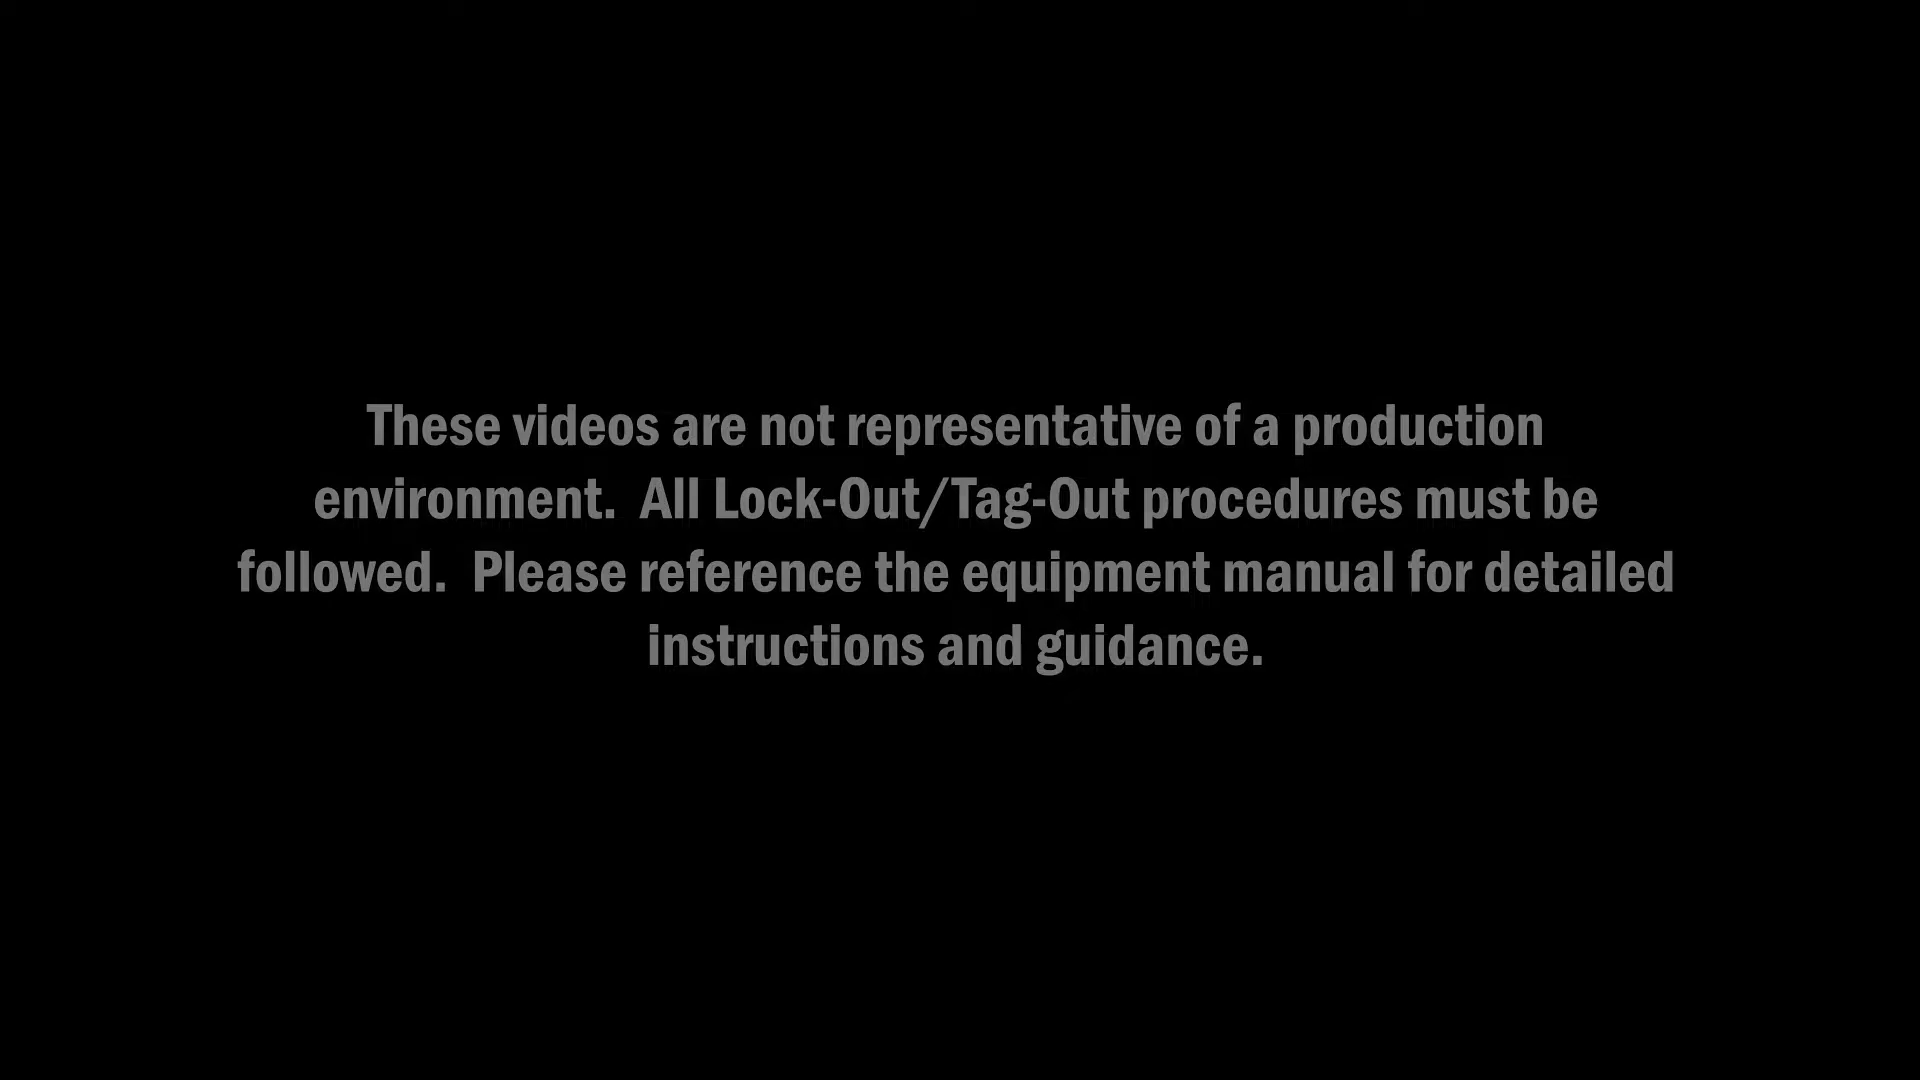 These videos are not representative of a production
environment.  All Lock-Out/Tag-Out procedures must be
followed.  Please reference the equipment manual for detailed
instructions and guidance.